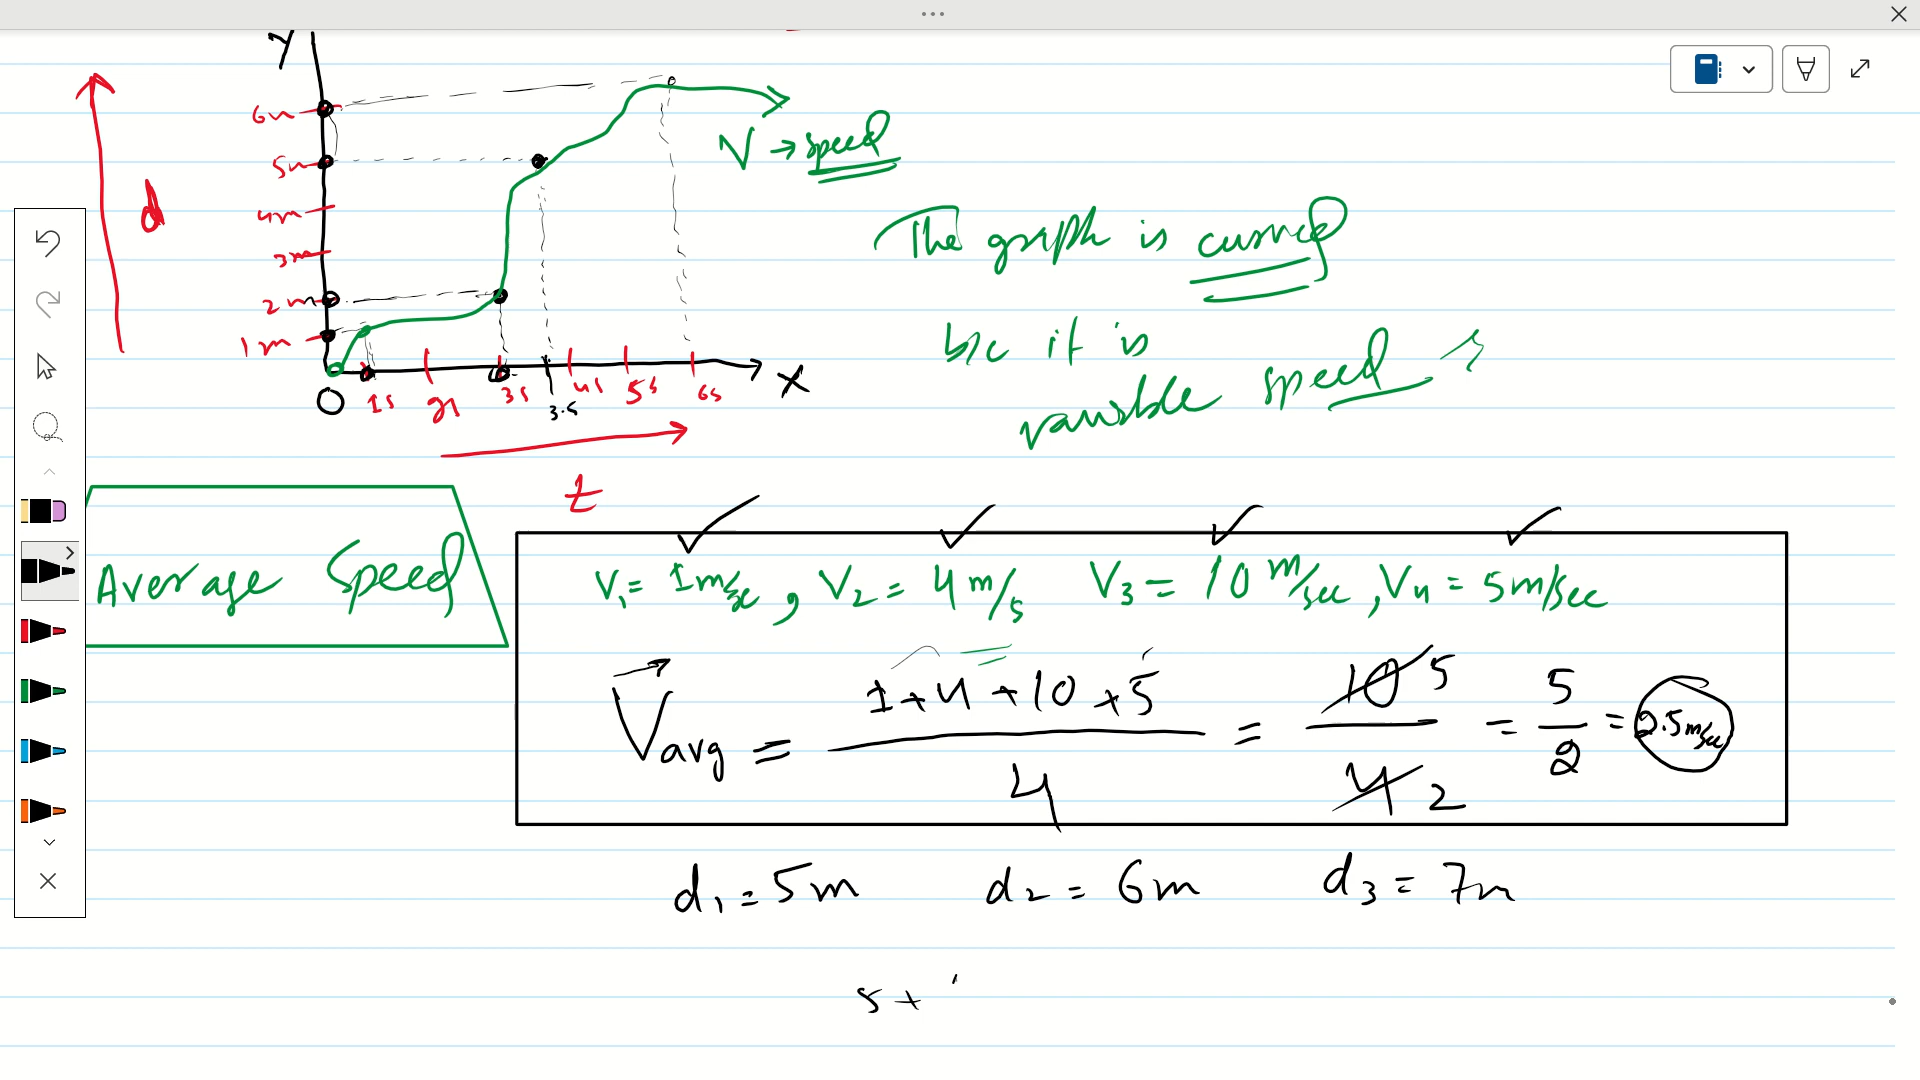 y
6m
5m
4m
3m
2m
1m
d
V → speed
The graph is curved
b/c it is
variable speed
O
1s 2s 3s 3.5 4s 5s 6s
X
t
Average Speed
V₁ = 1m/sec, V₂ = 4 m/s V₃ = 10 m/sec, V₄ = 5m/sec
Vavg = 1+4+10+5 / 4 = 10 5 / 4 2 = 5 / 2 = 2.5m/sec
d₁ = 5m d₂ = 6m d₃ = 7m
5 +